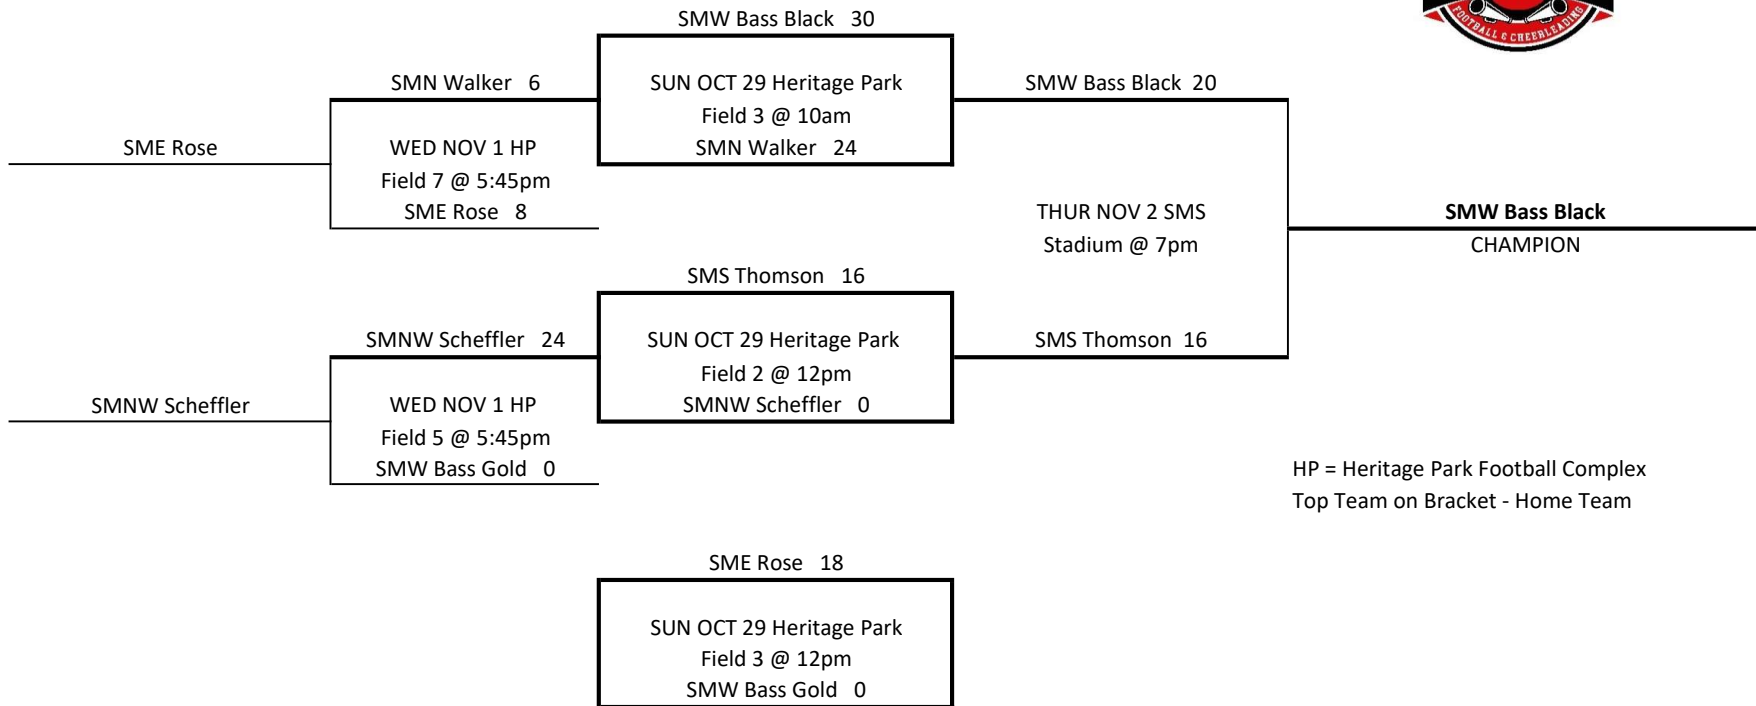 FOOTBALL & CHEERLEADING
SMW Bass Black 30
SMN Walker 6
SUN OCT 29 Heritage Park
SMW Bass Black 20
Field 3 @ 10am
SME Rose
WED NOV 1 HP
SMN Walker 24
Field 7 @ 5:45pm
SME Rose 8
THUR NOV 2 SMS
SMW Bass Black
Stadium @ 7pm
CHAMPION
SMS Thomson 16
SMNW Scheffler 24
SUN OCT 29 Heritage Park
SMS Thomson 16
Field 2 @ 12pm
SMNW Scheffler
WED NOV 1 HP
SMNW Scheffler 0
Field 5 @ 5:45pm
SMW Bass Gold 0
HP = Heritage Park Football Complex
Top Team on Bracket - Home Team
SME Rose 18
SUN OCT 29 Heritage Park
Field 3 @ 12pm
SMW Bass Gold 0